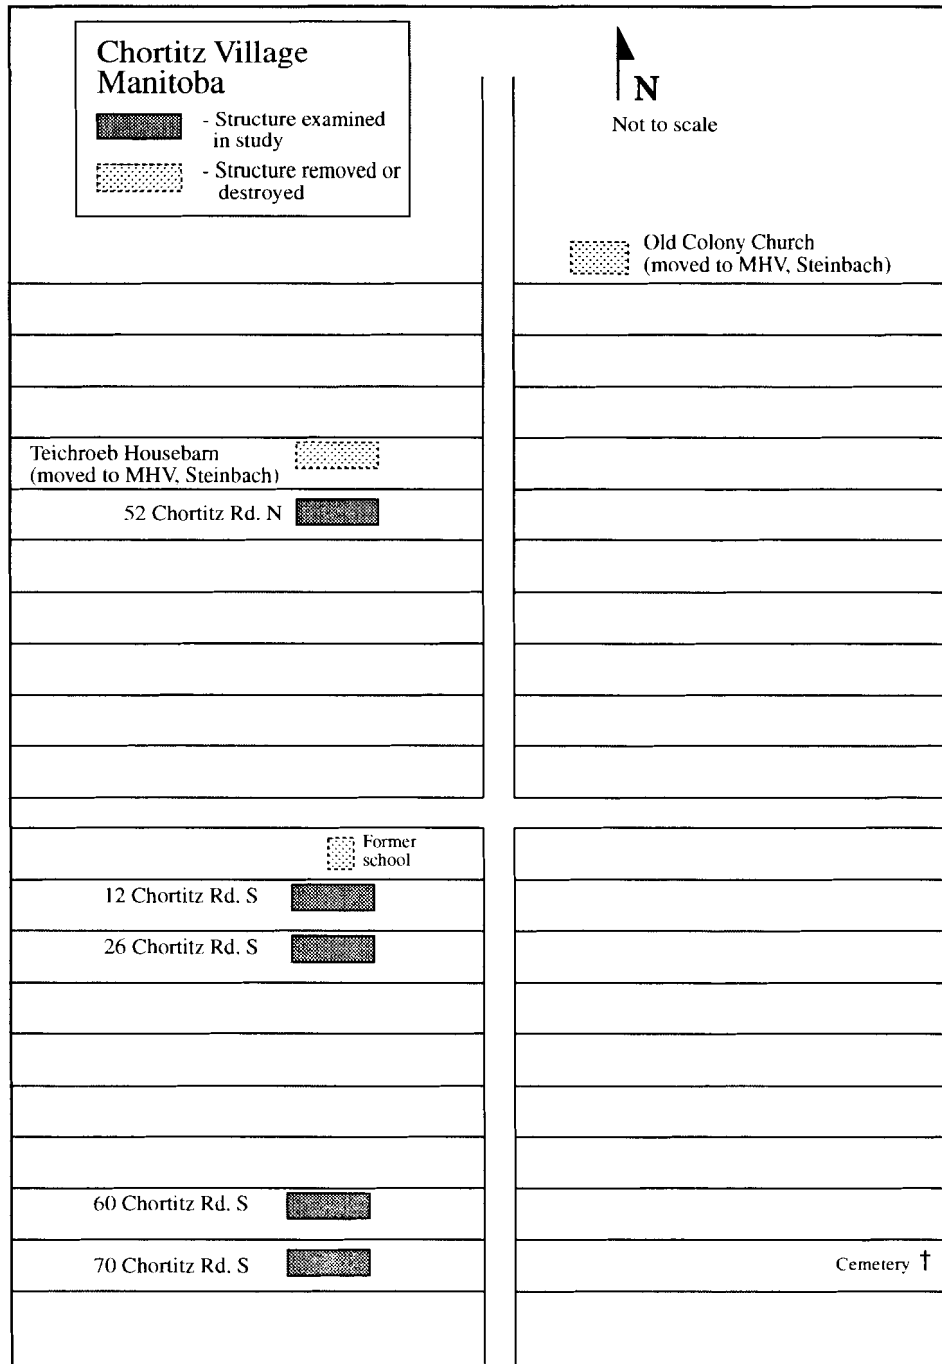 Chortitz Village
Manitoba
- Structure examined
in study
- Structure removed or
destroyed
N
Not to scale
Old Colony Church
(moved to MHV, Steinbach)
Teichroeb Housebarn
(moved to MHV, Steinbach)
52 Chortitz Rd. N
Former
school
12 Chortitz Rd. S
26 Chortitz Rd. S
60 Chortitz Rd. S
70 Chortitz Rd. S
Cemetery †